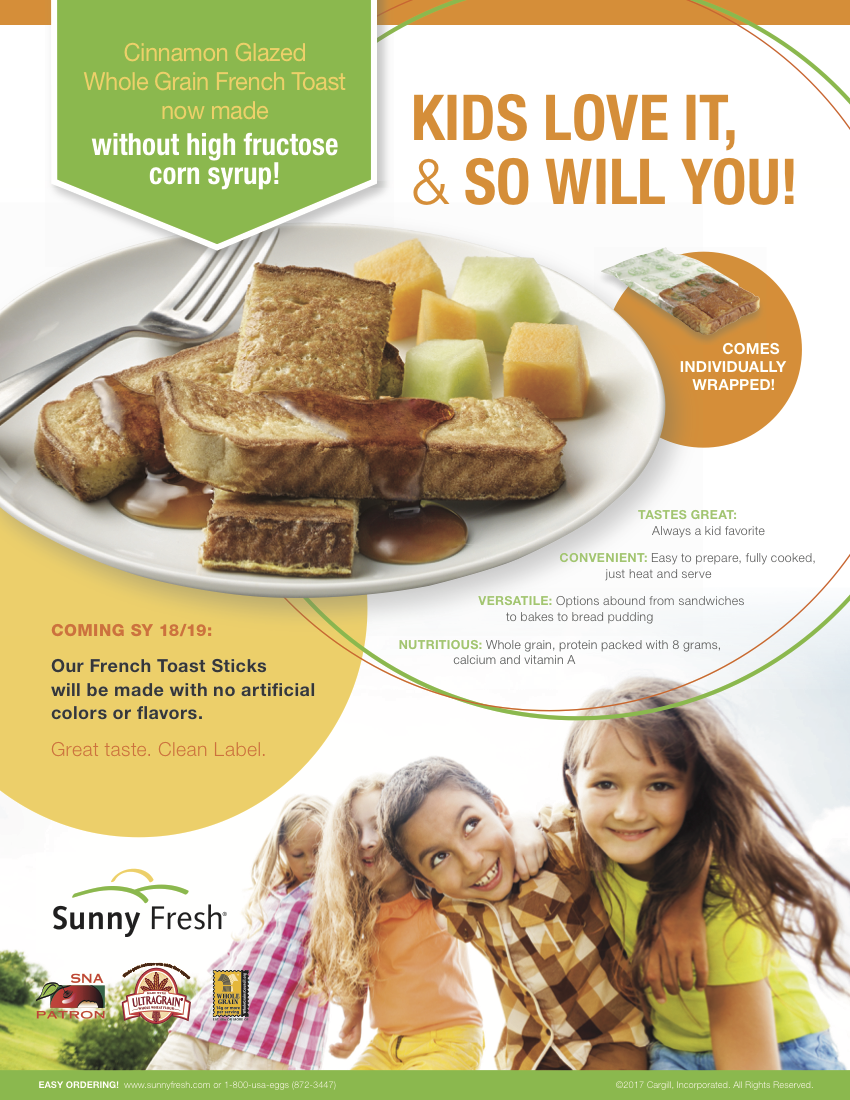 Cinnamon Glazed
Whole Grain French Toast
now made
without high fructose
corn syrup!
KIDS LOVE IT,
& SO WILL YOU!
COMES
INDIVIDUALLY
WRAPPED!
TASTES GREAT:
Always a kid favorite
CONVENIENT: Easy to prepare, fully cooked,
just heat and serve
VERSATILE: Options abound from sandwiches
to bakes to bread pudding
NUTRITIOUS: Whole grain, protein packed with 8 grams,
calcium and vitamin A
COMING SY 18/19:
Our French Toast Sticks
will be made with no artificial
colors or flavors.
Great taste. Clean Label.
Sunny Fresh®
SNA
PATRON
ULTRAGRAIN®
WHOLE
GRAIN
EASY ORDERING! www.sunnyfresh.com or 1-800-usa-eggs (872-3447)
©2017 Cargill, Incorporated. All Rights Reserved.